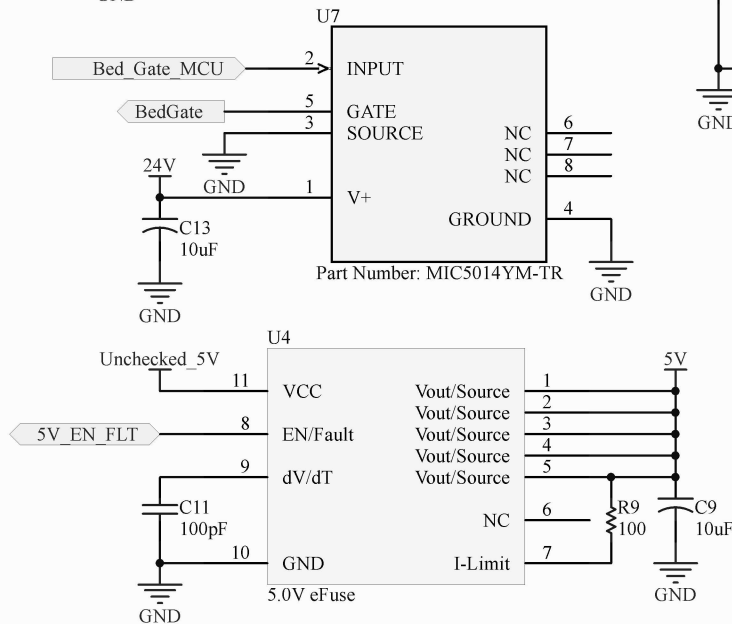 GND
U7
Bed_Gate_MCU
2
INPUT
BedGate
5
GATE
3
SOURCE
NC
6
NC
7
NC
8
GND
24V
1
V+
GROUND
4
C13
10uF
GND
Part Number: MIC5014YM-TR
GND
GND
U4
Unchecked_5V
5V
11
VCC
Vout/Source
1
Vout/Source
2
5V_EN_FLT
8
EN/Fault
Vout/Source
3
Vout/Source
4
9
dV/dT
Vout/Source
5
C11
100pF
NC
6
R9
100
C9
10uF
10
GND
I-Limit
7
5.0V eFuse
GND
GND